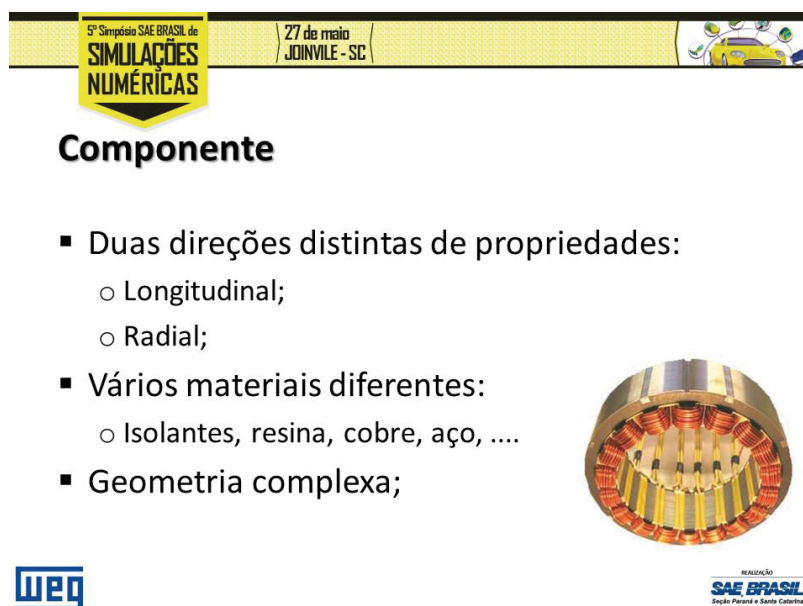 5º Simpósio SAE BRASIL de
SIMULAÇÕES
NUMÉRICAS
27 de maio
JOINVILE - SC
Componente
▪ Duas direções distintas de propriedades:
o Longitudinal;
o Radial;
▪ Vários materiais diferentes:
o Isolantes, resina, cobre, aço, ....
▪ Geometria complexa;
WEG
REALIZAÇÃO
SAE BRASIL
Seção Paraná e Santa Catarina